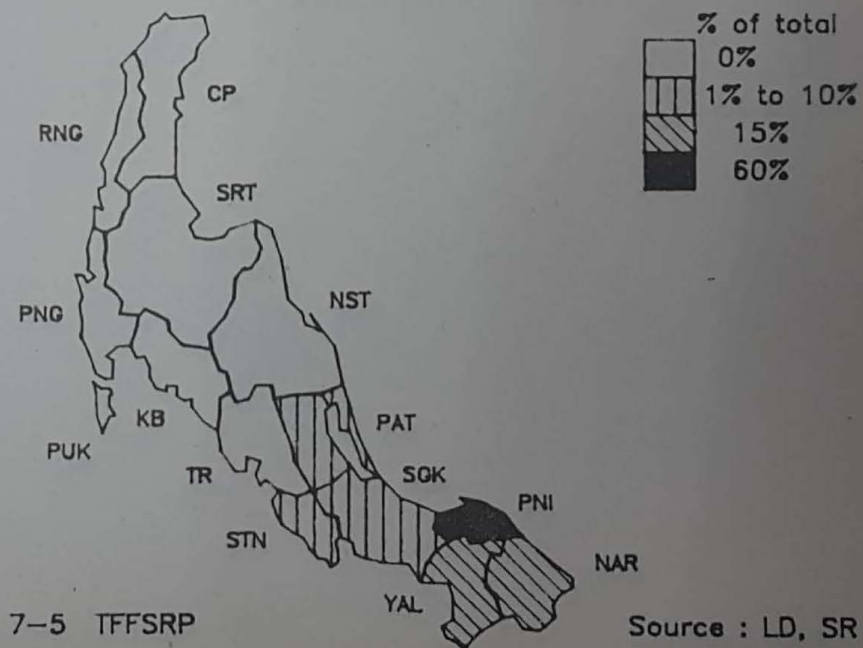 % of total
0%
1% to 10%
15%
60%
CP
RNG
SRT
PNG
NST
KB
PUK
PAT
TR
SGK
STN
PNI
NAR
YAL
7-5 TFFSRP
Source : LD, SR